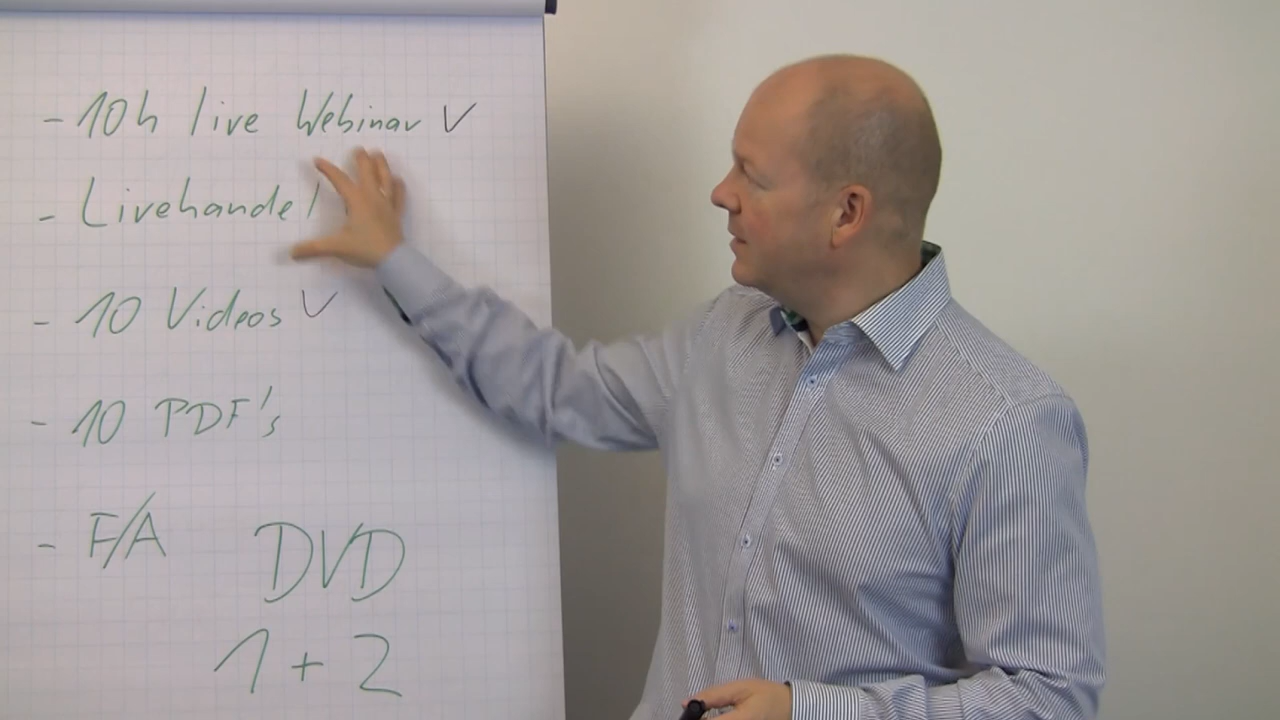 - 10h live Webinar ✓
- Livehandel
- 10 Videos ✓
- 10 PDF's
- F/A
DVD
1 + 2